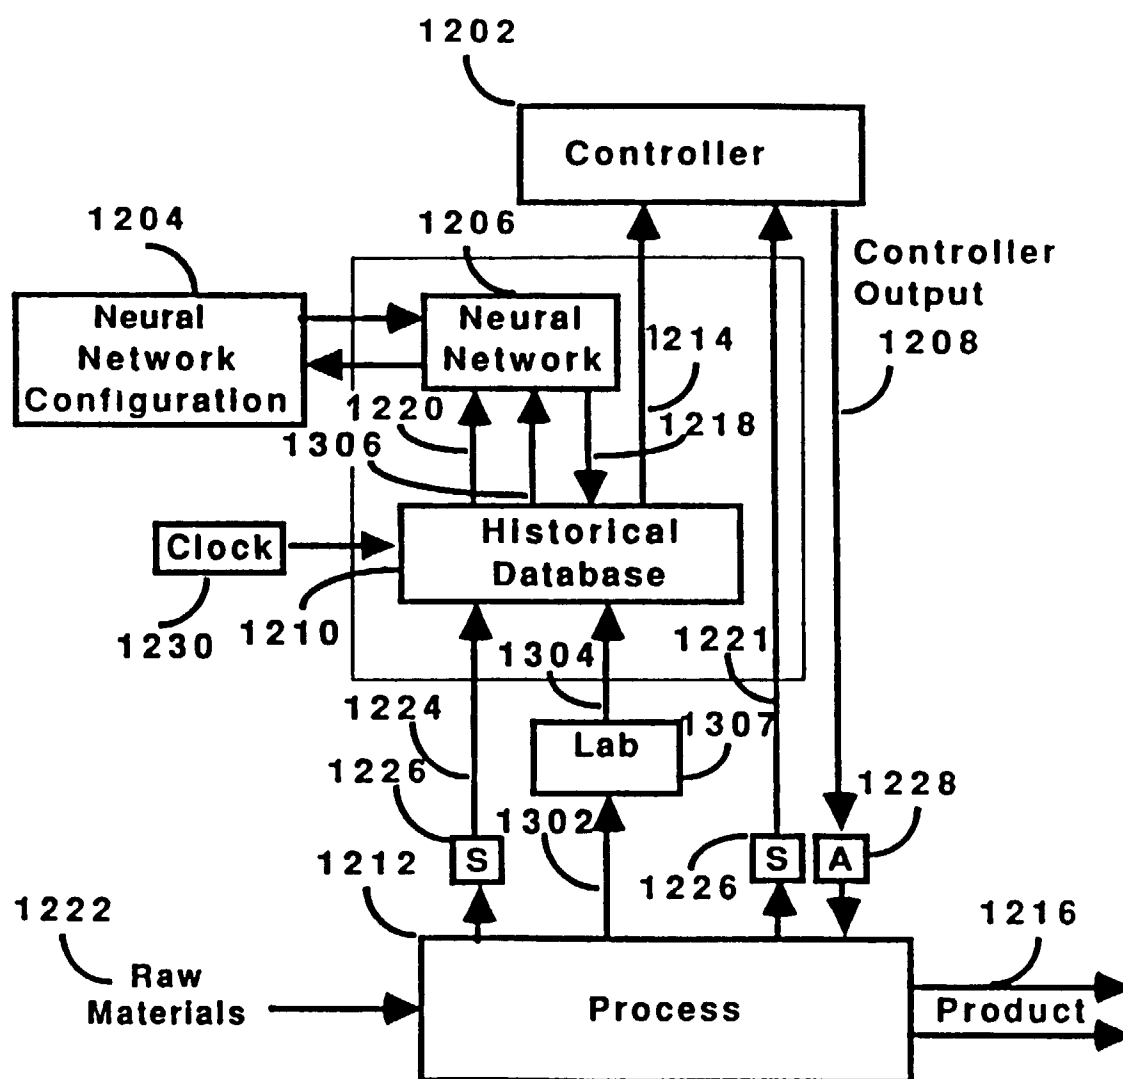 1202
Controller
1204
1206
Controller
Output
Neural
Network
Configuration
Neural
Network
1214
1208
1220
1218
1306
Clock
Historical
Database
1230
1210
1304
1221
1224
1307
Lab
1226
1228
1302
S
S
A
1212
1226
1222
1216
Raw
Materials
Process
Product